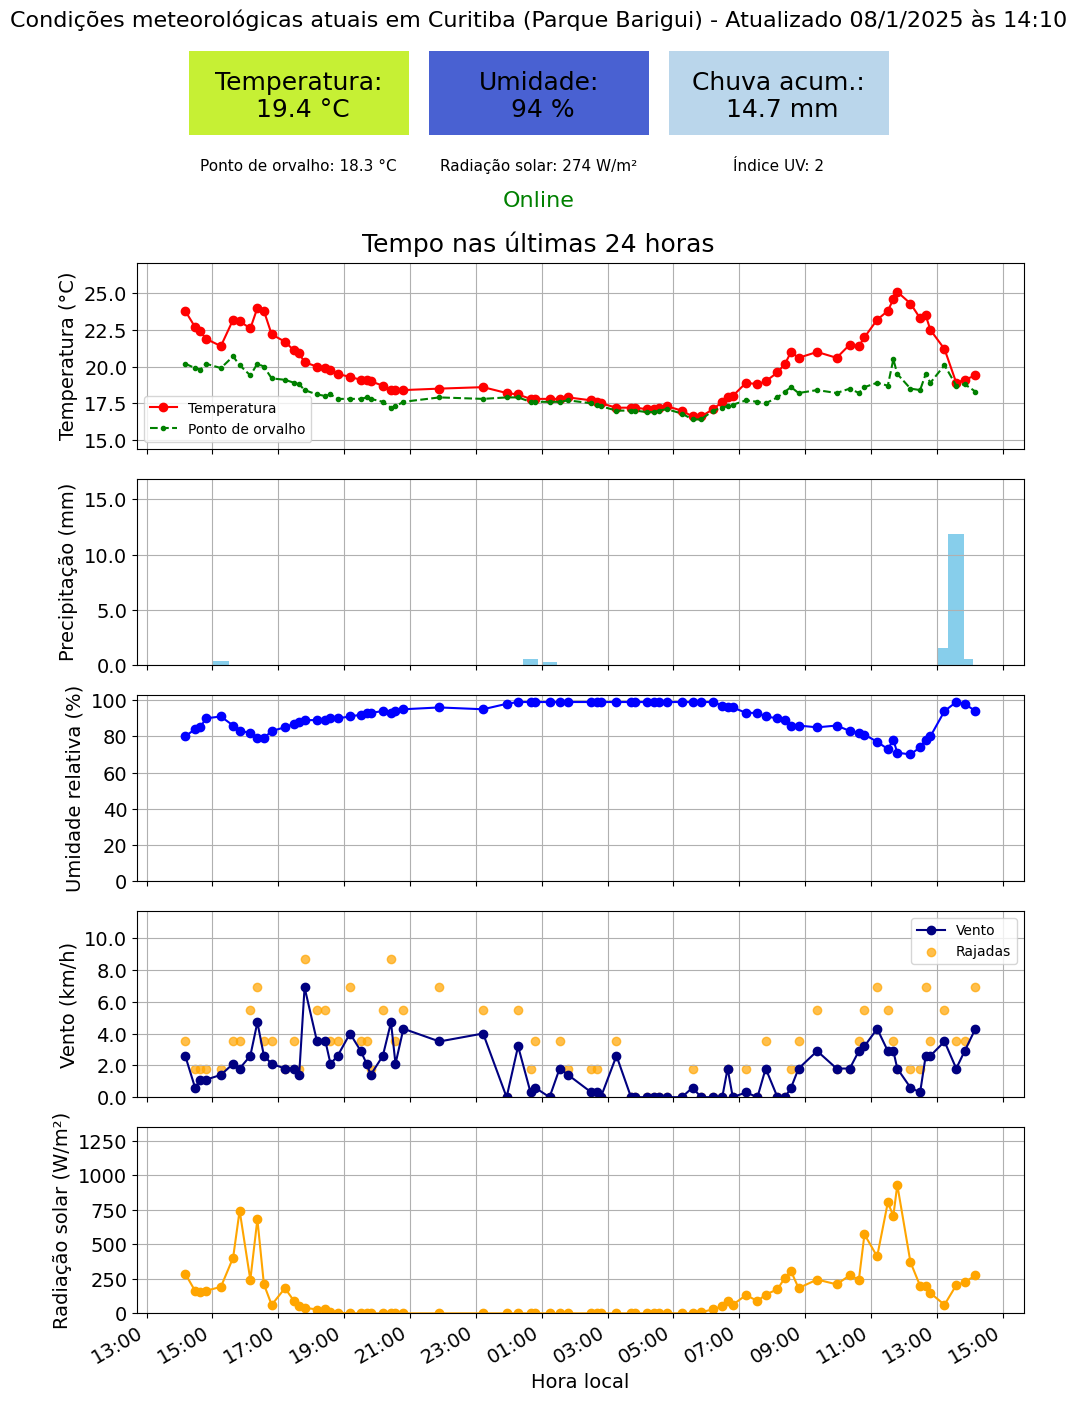 Condições meteorológicas atuais em Curitiba (Parque Barigui) - Atualizado 08/1/2025 às 14:10
Temperatura:
19.4 °C
Umidade:
94 %
Chuva acum.:
14.7 mm
Ponto de orvalho: 18.3 °C
Radiação solar: 274 W/m²
Índice UV: 2
Online
Tempo nas últimas 24 horas
Temperatura (°C)
25.0
22.5
20.0
17.5
15.0
Temperatura
Ponto de orvalho
Precipitação (mm)
15.0
10.0
5.0
0.0
Umidade relativa (%)
100
80
60
40
20
0
Vento (km/h)
10.0
8.0
6.0
4.0
2.0
0.0
Vento
Rajadas
Radiação solar (W/m²)
1250
1000
750
500
250
0
13:00
15:00
17:00
19:00
21:00
23:00
01:00
03:00
05:00
07:00
09:00
11:00
13:00
15:00
Hora local